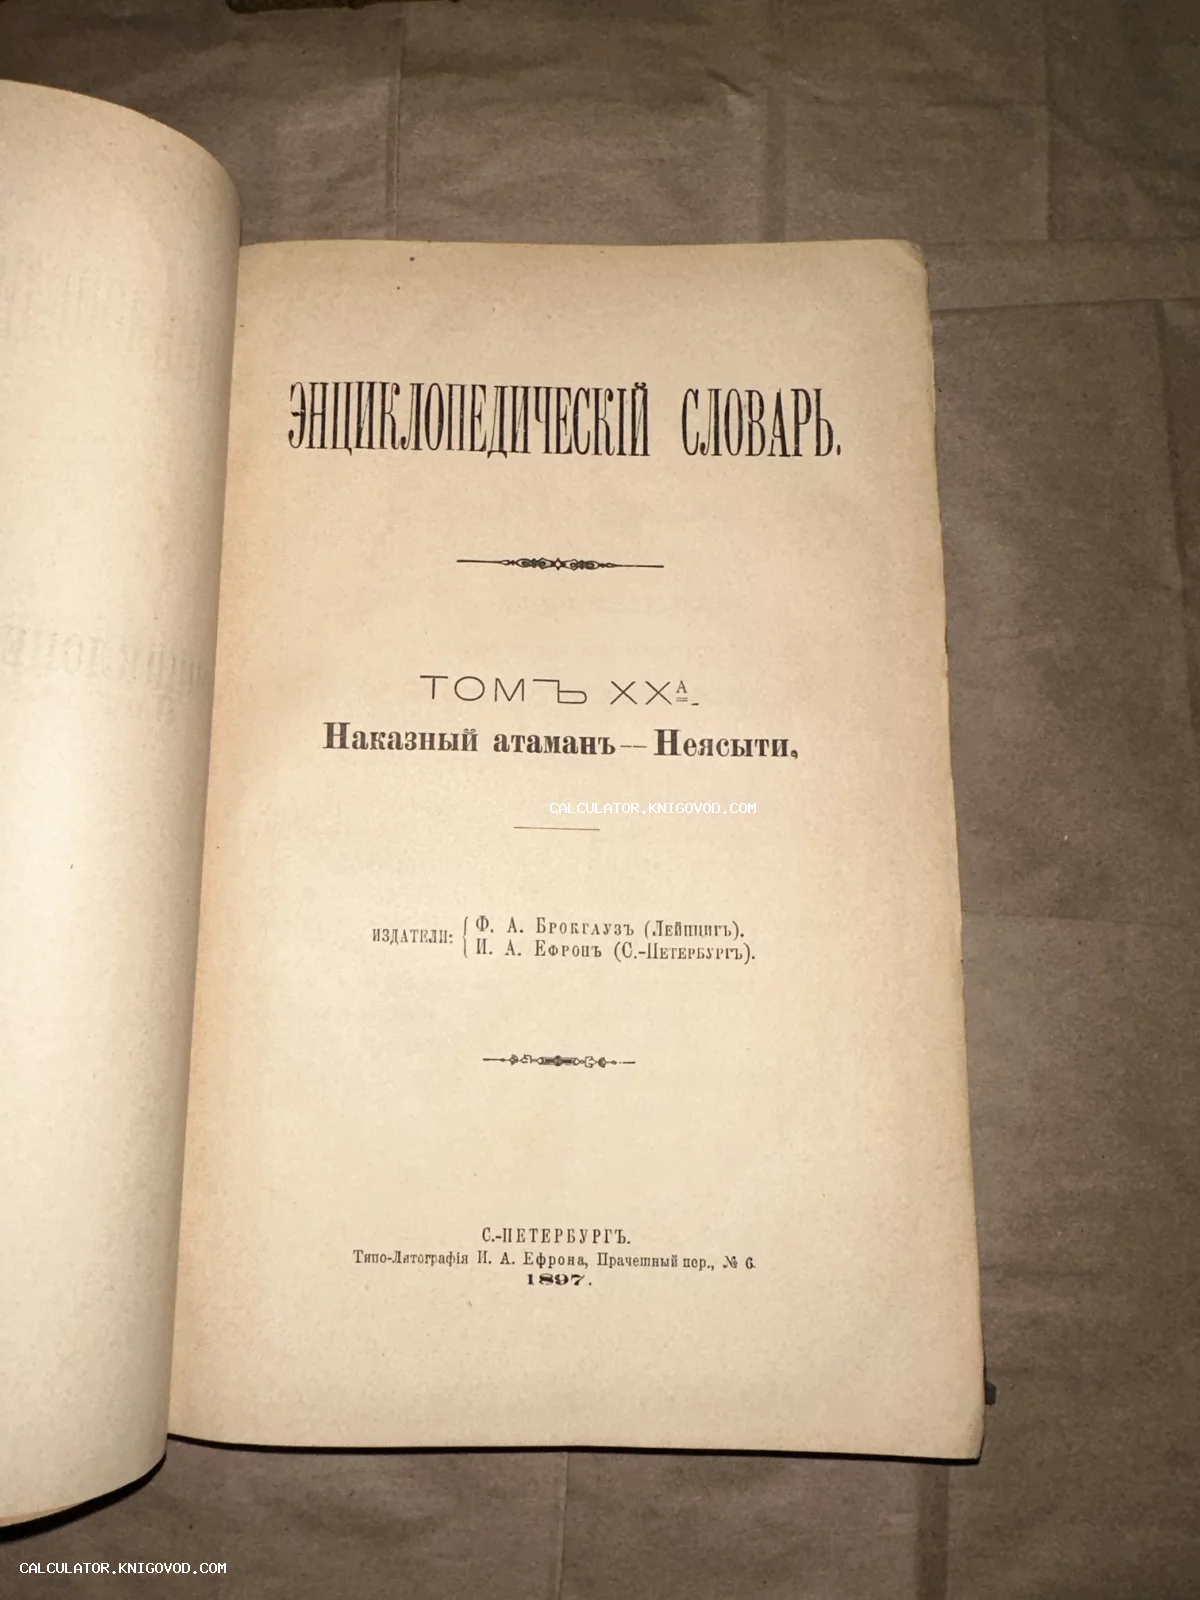 ЭНЦИКЛОПЕДИЧЕСКІЙ СЛОВАРЬ.
ТОМЪ XXА.
Наказный атаманъ — Неясыти.
CALCULATOR.KNIGOVOD.COM
ИЗДАТЕЛИ: { Ф. А. Брокгаузъ (Лейпцигъ).
И. А. Ефронъ (С.-Петербургъ).
С.-ПЕТЕРБУРГЪ.
Типо-Литографія И. А. Ефрона, Прачешный пер., № 6.
1897.
CALCULATOR.KNIGOVOD.COM